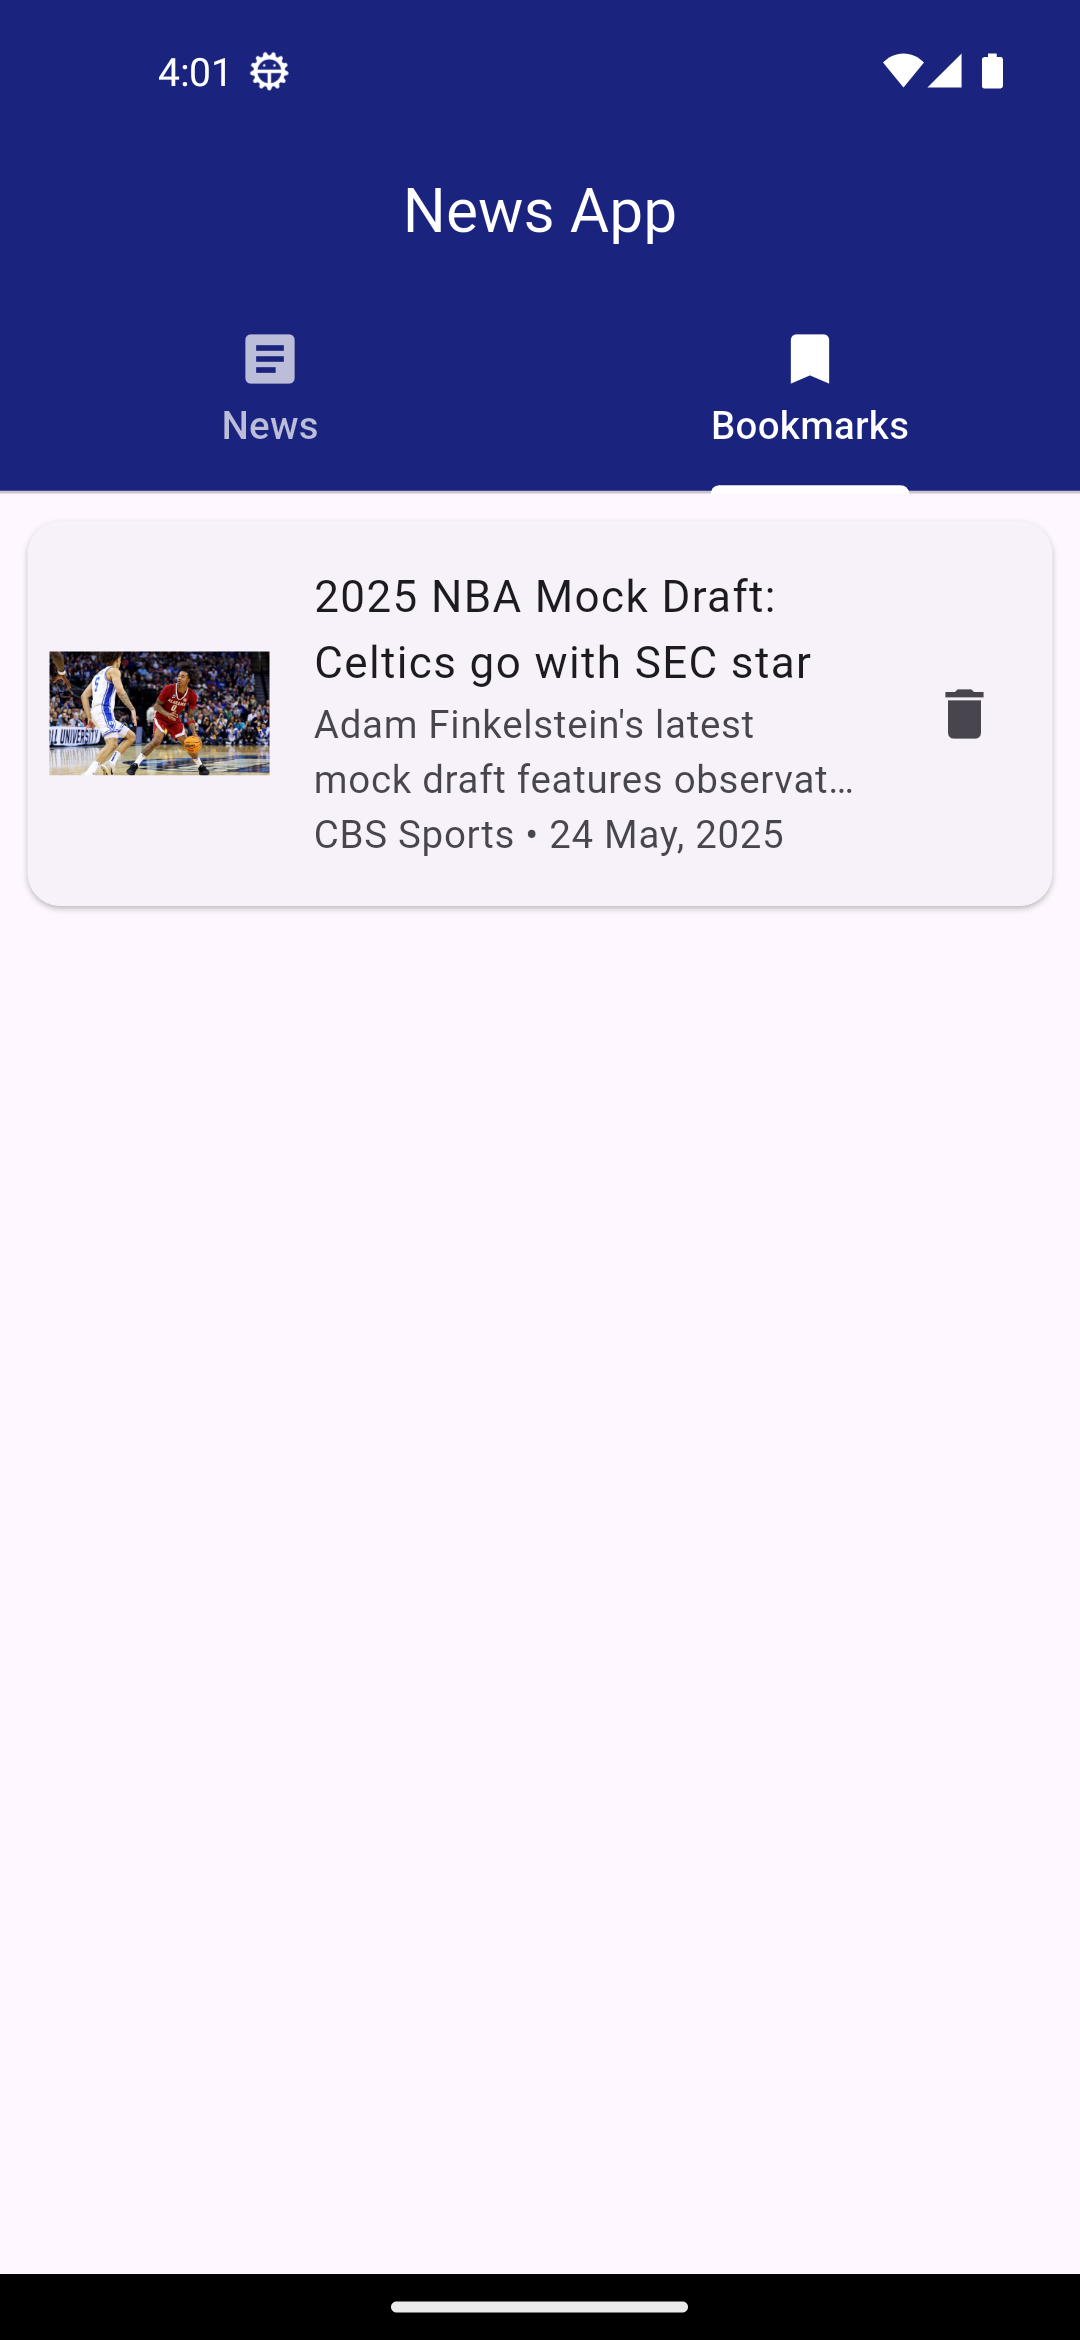 4:01
News App
News
Bookmarks
2025 NBA Mock Draft:
Celtics go with SEC star
Adam Finkelstein's latest
mock draft features observat…
CBS Sports • 24 May, 2025